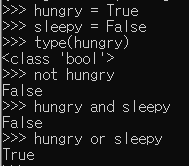 >>> hungry = True
>>> sleepy = False
>>> type(hungry)
<class 'bool'>
>>> not hungry
False
>>> hungry and sleepy
False
>>> hungry or sleepy
True